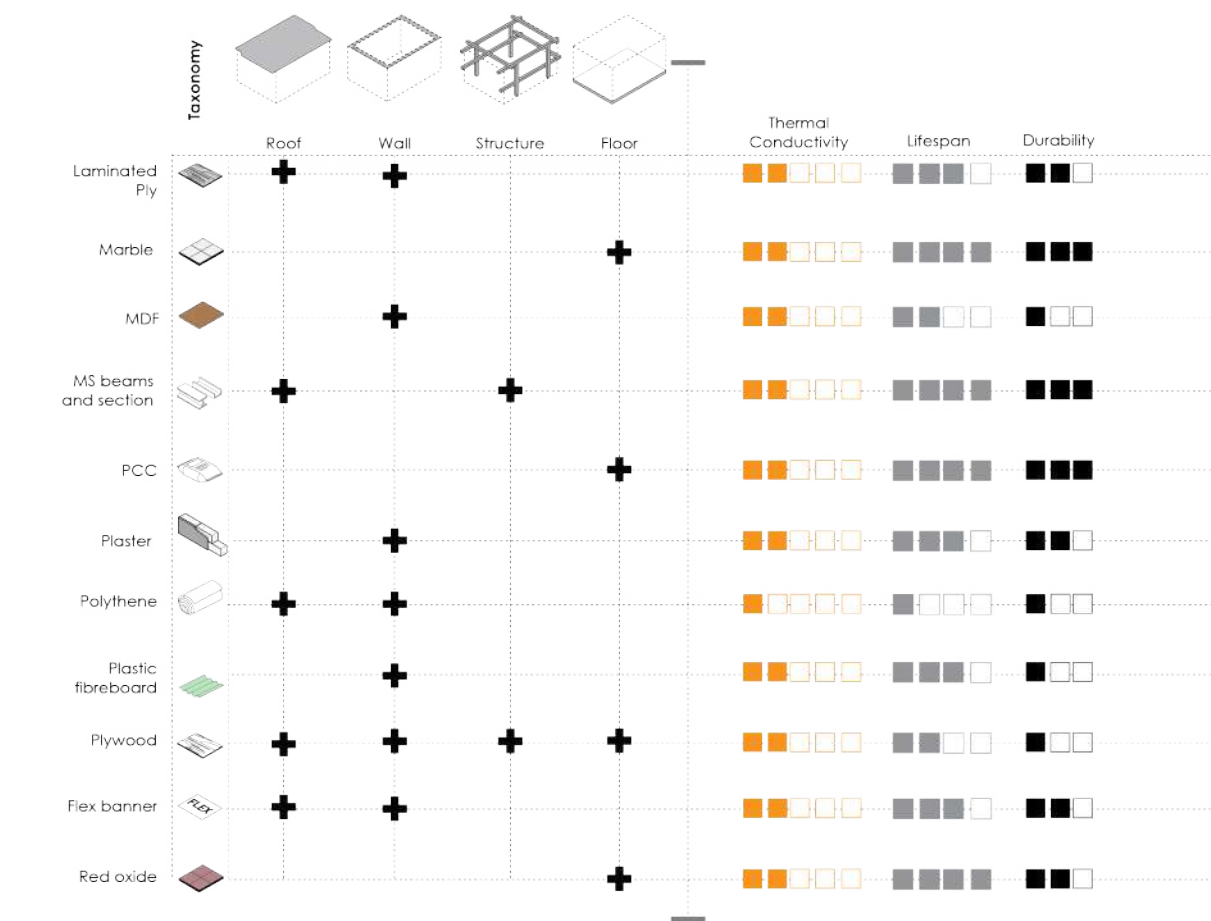 Taxonomy
Roof
Wall
Structure
Floor
Thermal
Conductivity
Lifespan
Durability
Laminated
Ply
Marble
MDF
MS beams
and section
PCC
Plaster
Polythene
Plastic
fibreboard
Plywood
Flex banner
FLEX
Red oxide